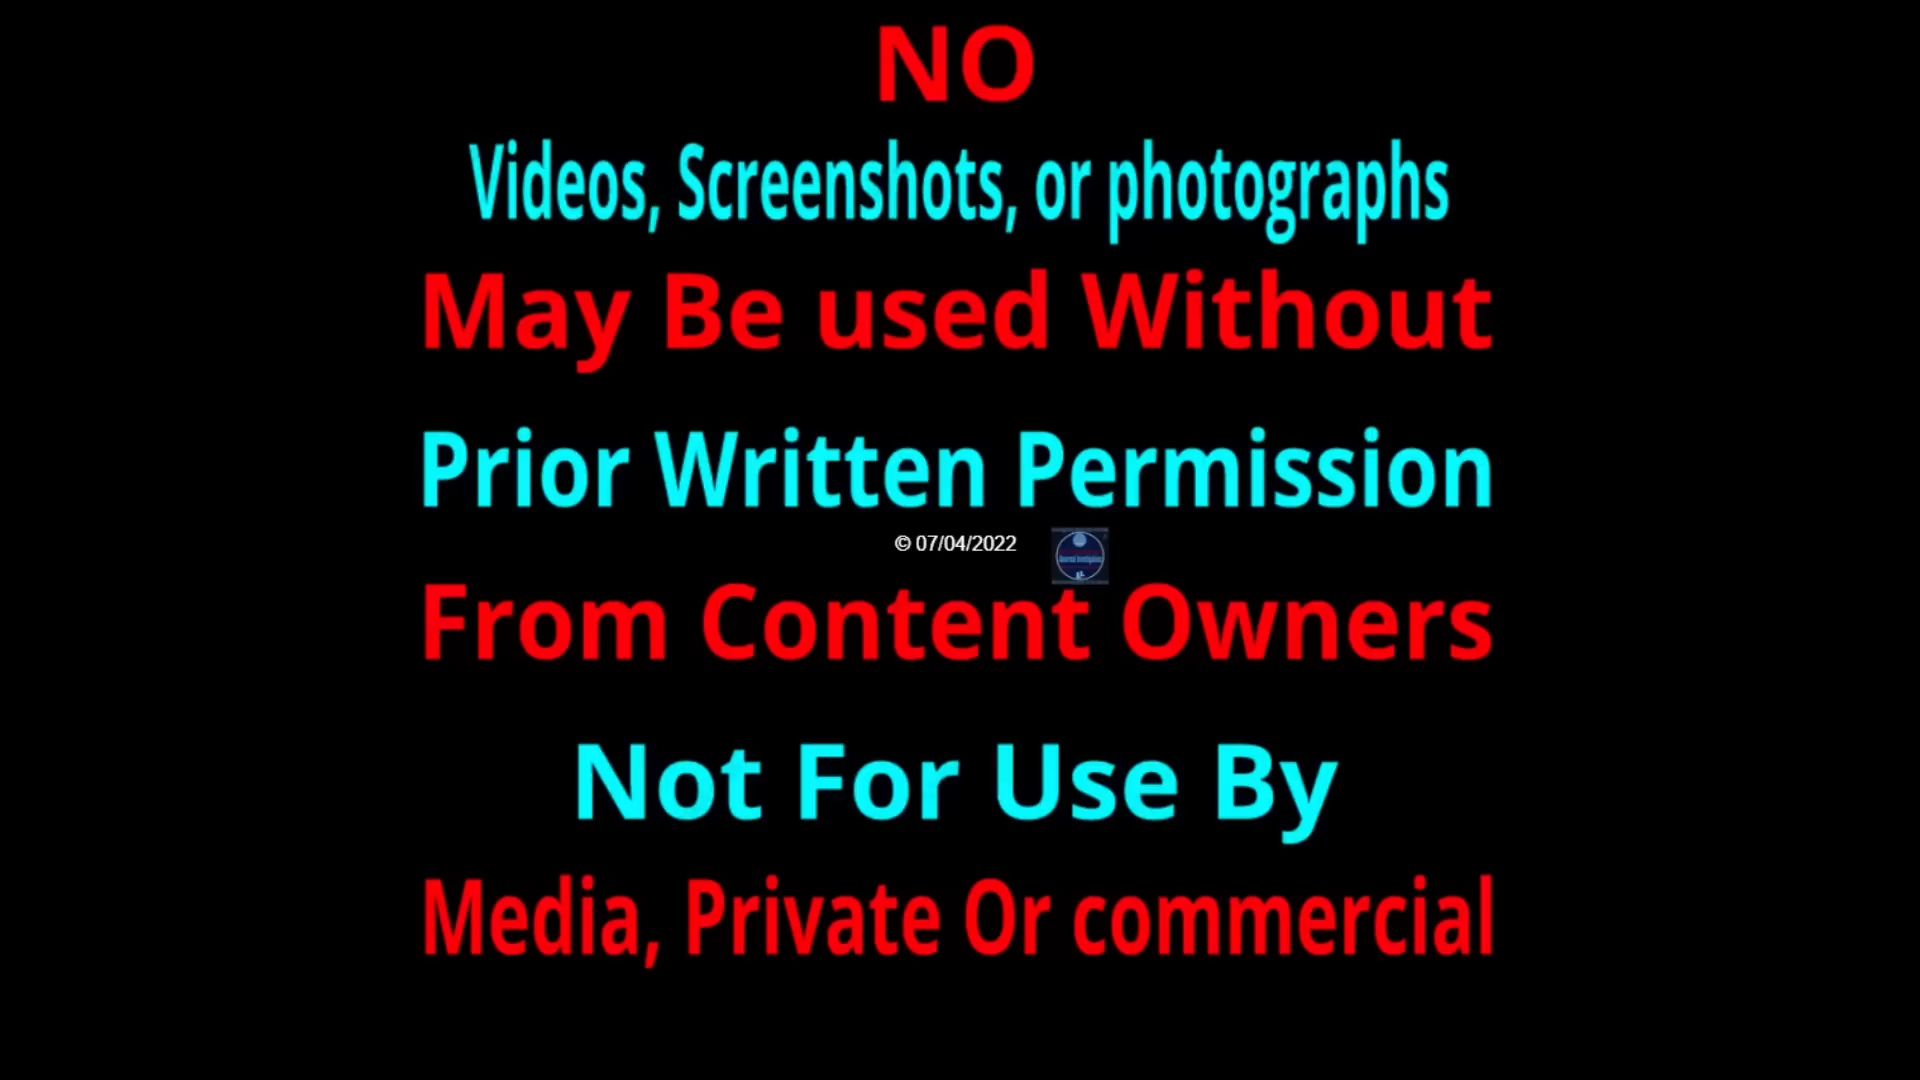 NO
Videos, Screenshots, or photographs
May Be used Without
Prior Written Permission
© 07/04/2022
From Content Owners
Not For Use By
Media, Private Or commercial